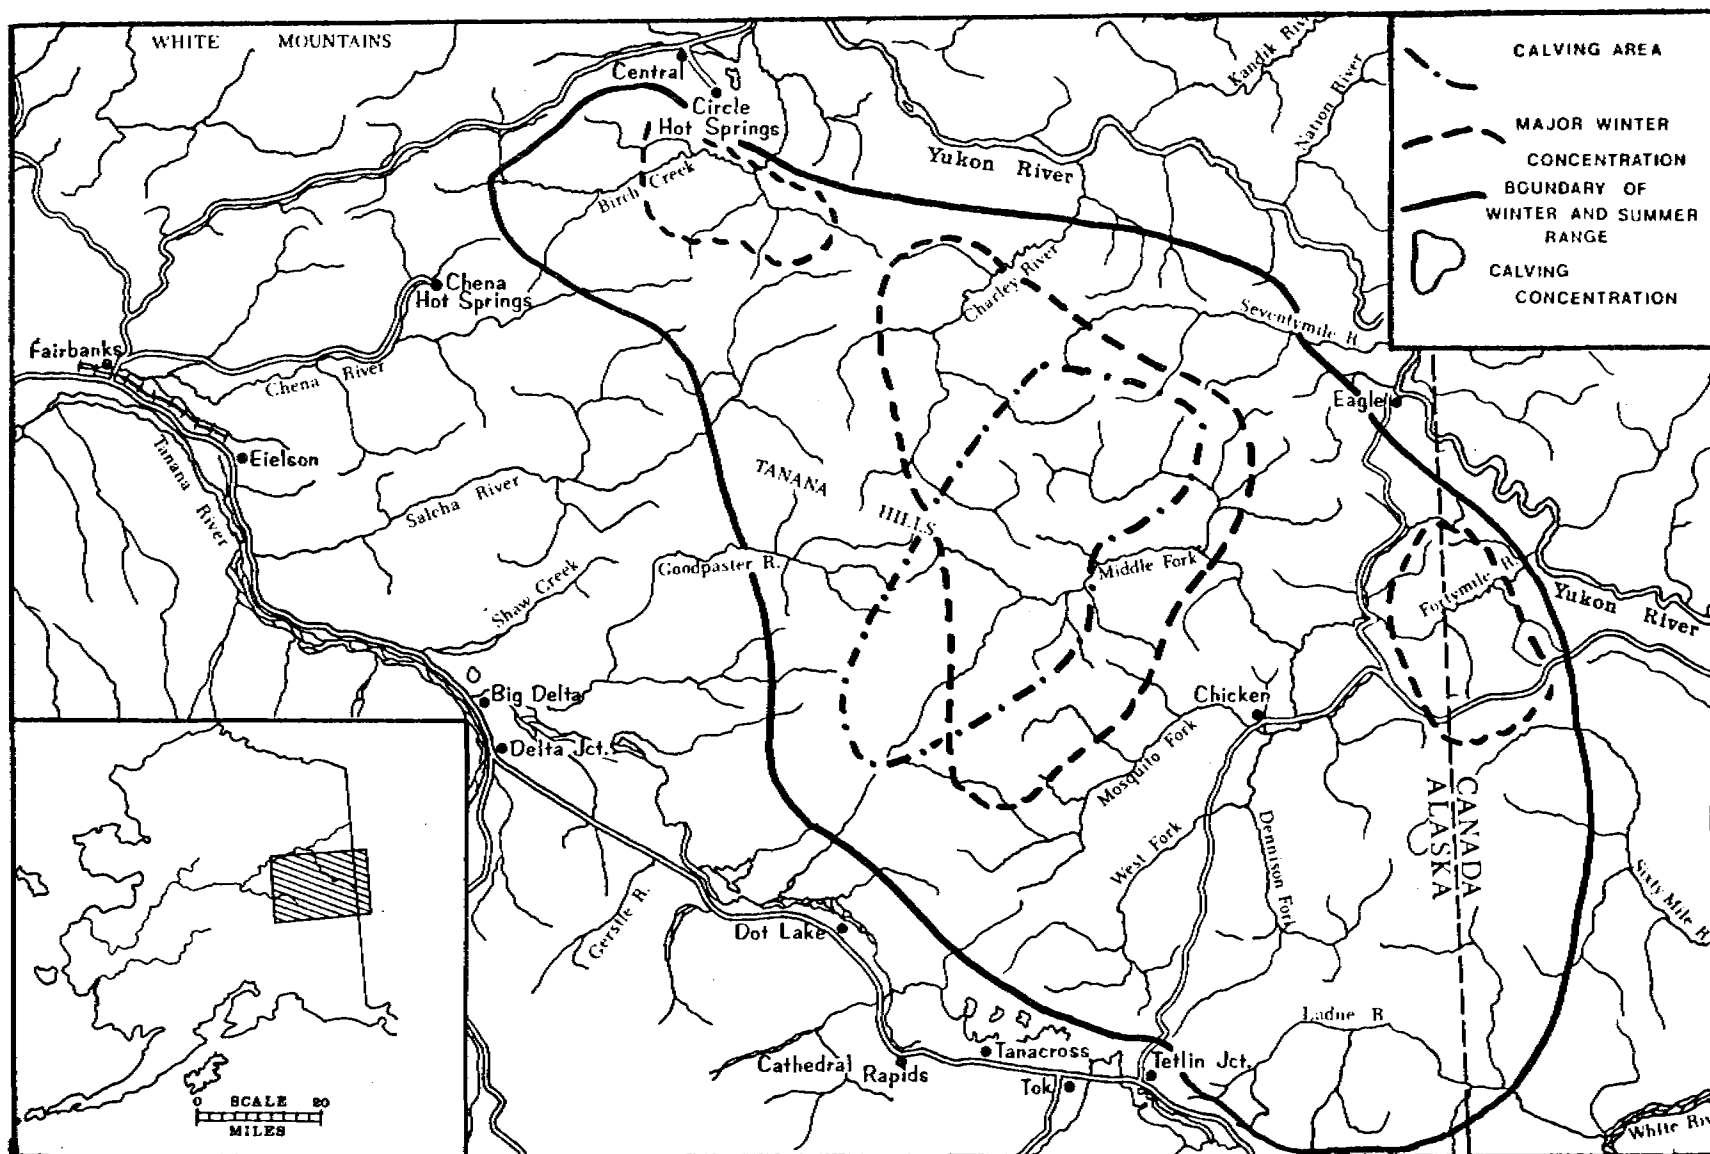 WHITE MOUNTAINS
Central
Circle
Hot Springs
Birch Creek
Yukon River
Kandik River
Nation River
CALVING AREA
MAJOR WINTER
CONCENTRATION
BOUNDARY OF
WINTER AND SUMMER
RANGE
CALVING
CONCENTRATION
Chena
Hot Springs
Charley River
Seventymile R.
Fairbanks
Chena River
Eagle
Eielson
Tanana River
Salcha River
TANANA
HILLS
Goodpaster R.
Shaw Creek
Middle Fork
Fortymile R.
Yukon River
Big Delta
Delta Jct.
Chicken
Mosquito Fork
West Fork
Dennison Fork
CANADA
ALASKA
Sixty Mile R
Gerstle R.
Dot Lake
Ladue R
Cathedral
Rapids
Tanacross
Tok
Tetlin Jct.
White Riv
0 SCALE 20
MILES